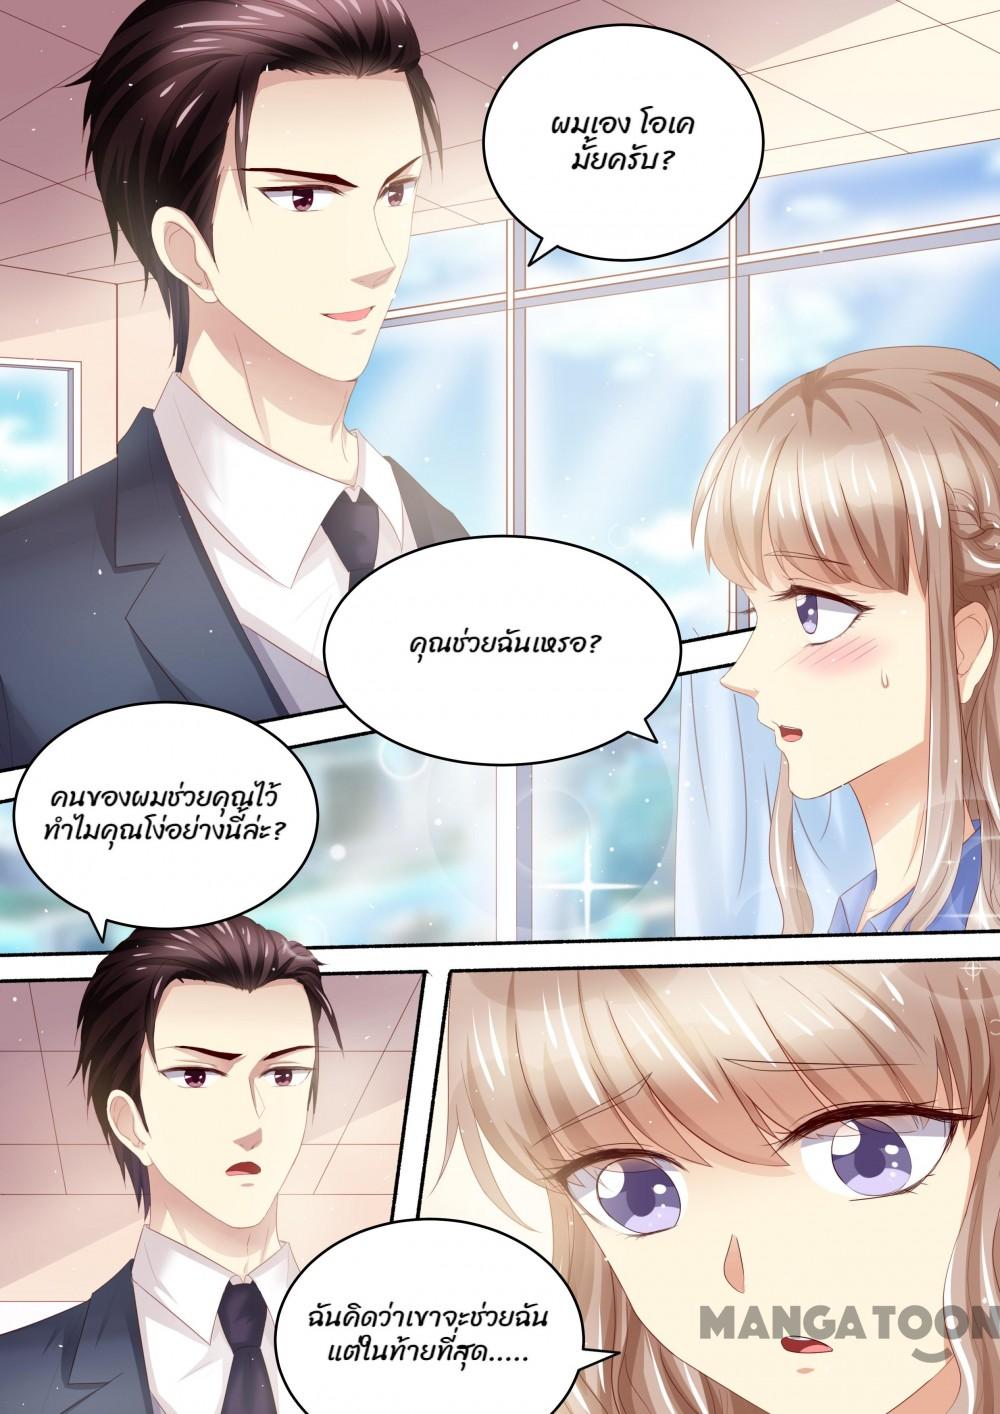 ผมเอง โอเค
มั้ยครับ?
คุณช่วยฉันเหรอ?
คนของผมช่วยคุณไว้
ทำไมคุณโง่อย่างนี้ล่ะ?
ฉันคิดว่าเขาจะช่วยฉัน
แต่ในท้ายที่สุด.....
MANGATOON